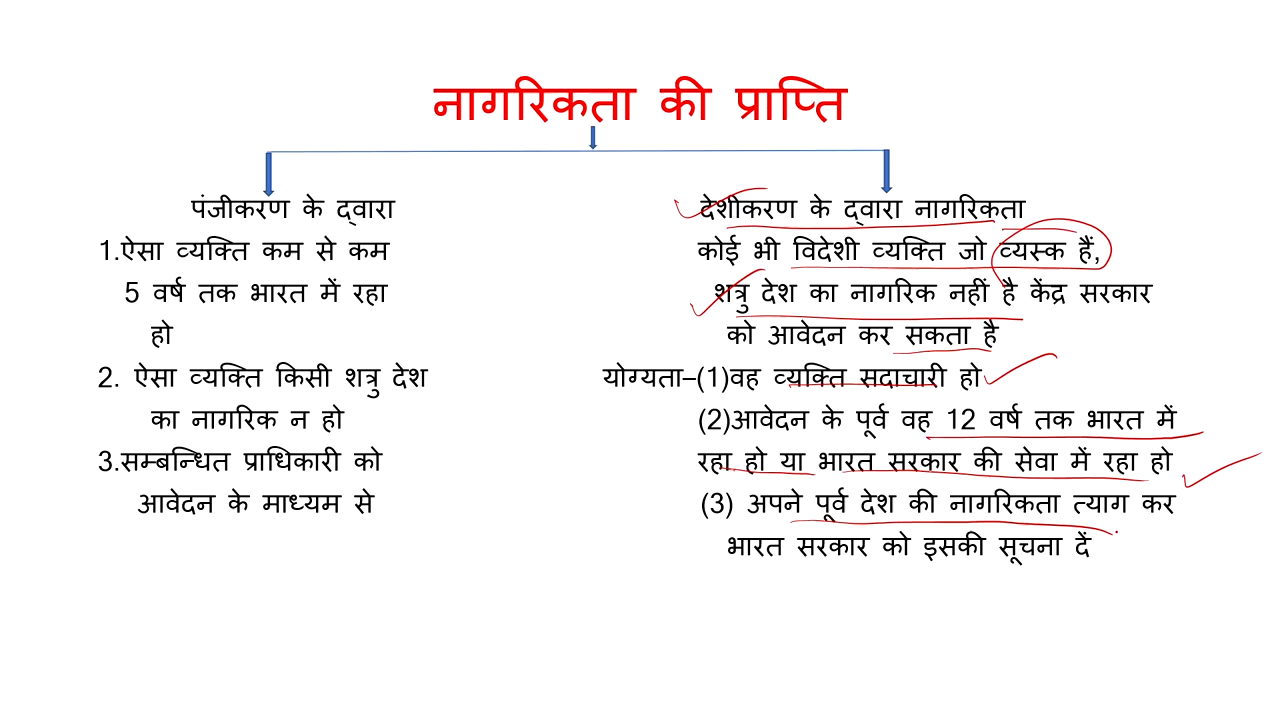 नागरिकता की प्राप्ति
पंजीकरण के द्वारा
1.ऐसा व्यक्ति कम से कम
5 वर्ष तक भारत में रहा
हो
2. ऐसा व्यक्ति किसी शत्रु देश
का नागरिक न हो
3.सम्बन्धित प्राधिकारी को
आवेदन के माध्यम से
देशीकरण के द्वारा नागरिकता
कोई भी विदेशी व्यक्ति जो व्यस्क हैं,
शत्रु देश का नागरिक नहीं है केंद्र सरकार
को आवेदन कर सकता है
योग्यता–(1)वह व्यक्ति सदाचारी हो
(2)आवेदन के पूर्व वह 12 वर्ष तक भारत में
रहा हो या भारत सरकार की सेवा में रहा हो
(3) अपने पूर्व देश की नागरिकता त्याग कर
भारत सरकार को इसकी सूचना दें